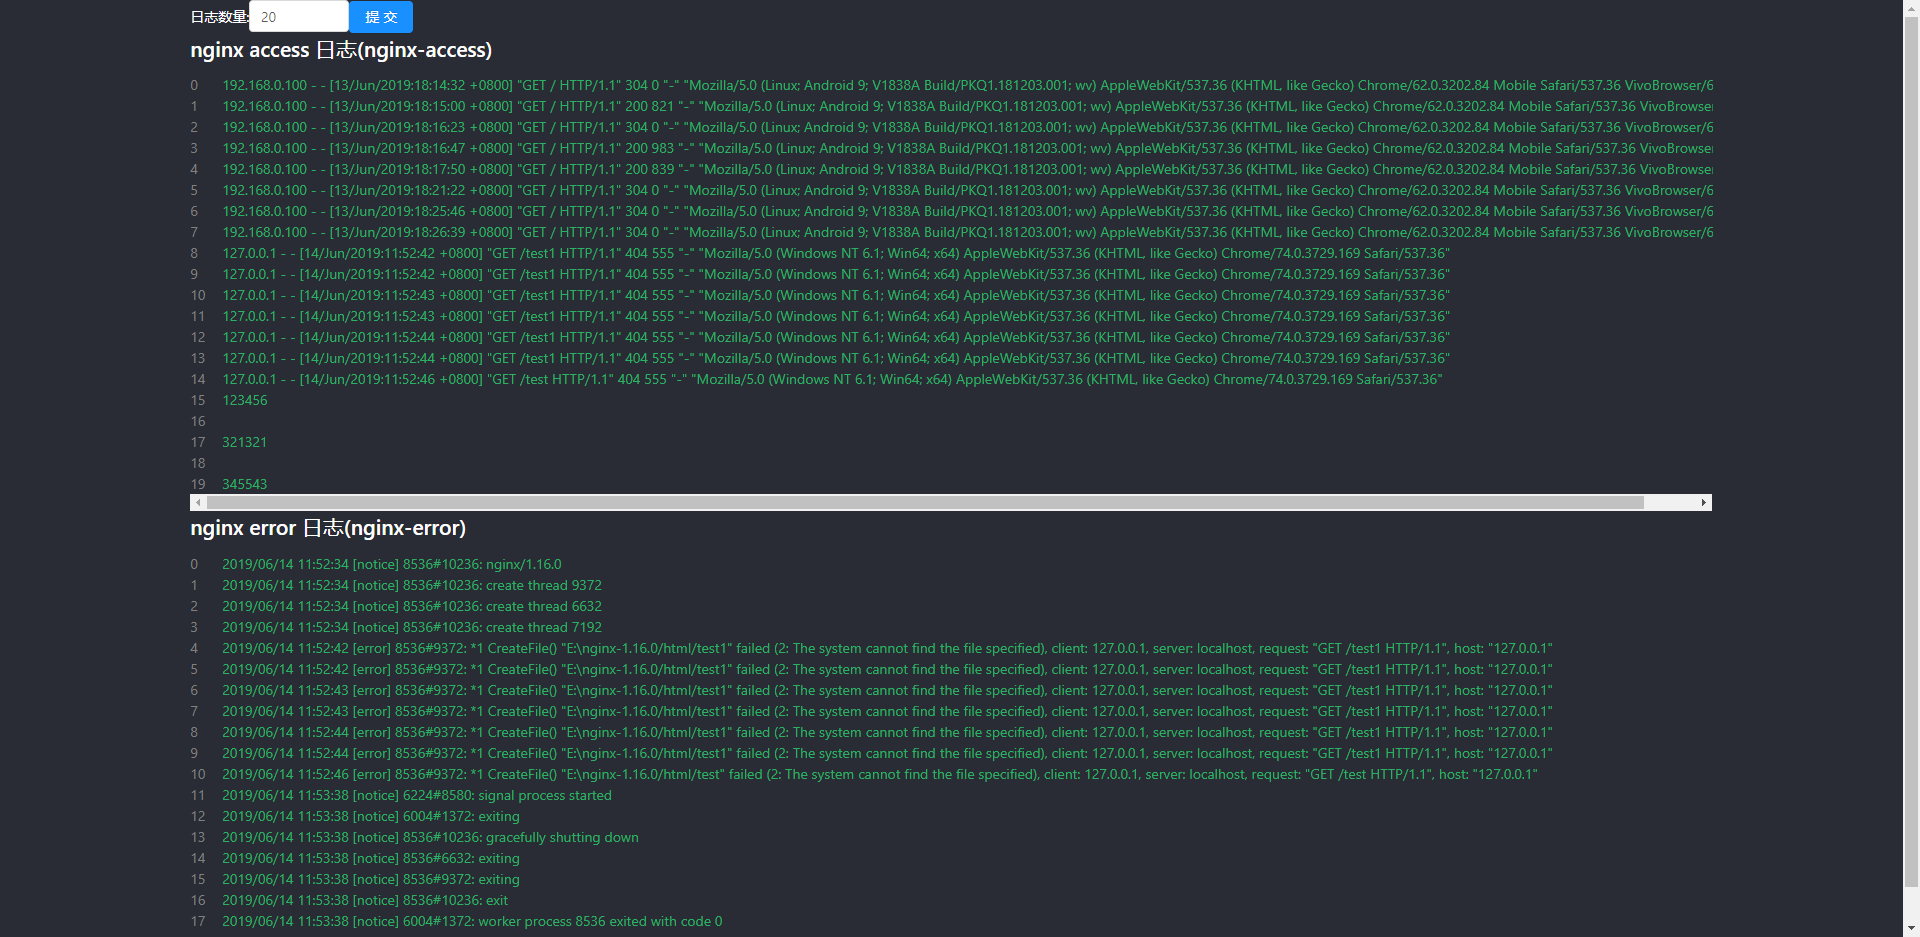 日志数量: 20 提 交
nginx access 日志(nginx-access)
0 192.168.0.100 - - [13/Jun/2019:18:14:32 +0800] "GET / HTTP/1.1" 304 0 "-" "Mozilla/5.0 (Linux; Android 9; V1838A Build/PKQ1.181203.001; wv) AppleWebKit/537.36 (KHTML, like Gecko) Chrome/62.0.3202.84 Mobile Safari/537.36 VivoBrowser/6
1 192.168.0.100 - - [13/Jun/2019:18:15:00 +0800] "GET / HTTP/1.1" 200 821 "-" "Mozilla/5.0 (Linux; Android 9; V1838A Build/PKQ1.181203.001; wv) AppleWebKit/537.36 (KHTML, like Gecko) Chrome/62.0.3202.84 Mobile Safari/537.36 VivoBrowser
2 192.168.0.100 - - [13/Jun/2019:18:16:23 +0800] "GET / HTTP/1.1" 304 0 "-" "Mozilla/5.0 (Linux; Android 9; V1838A Build/PKQ1.181203.001; wv) AppleWebKit/537.36 (KHTML, like Gecko) Chrome/62.0.3202.84 Mobile Safari/537.36 VivoBrowser/6
3 192.168.0.100 - - [13/Jun/2019:18:16:47 +0800] "GET / HTTP/1.1" 200 983 "-" "Mozilla/5.0 (Linux; Android 9; V1838A Build/PKQ1.181203.001; wv) AppleWebKit/537.36 (KHTML, like Gecko) Chrome/62.0.3202.84 Mobile Safari/537.36 VivoBrowser
4 192.168.0.100 - - [13/Jun/2019:18:17:50 +0800] "GET / HTTP/1.1" 200 839 "-" "Mozilla/5.0 (Linux; Android 9; V1838A Build/PKQ1.181203.001; wv) AppleWebKit/537.36 (KHTML, like Gecko) Chrome/62.0.3202.84 Mobile Safari/537.36 VivoBrowser
5 192.168.0.100 - - [13/Jun/2019:18:21:22 +0800] "GET / HTTP/1.1" 304 0 "-" "Mozilla/5.0 (Linux; Android 9; V1838A Build/PKQ1.181203.001; wv) AppleWebKit/537.36 (KHTML, like Gecko) Chrome/62.0.3202.84 Mobile Safari/537.36 VivoBrowser/6
6 192.168.0.100 - - [13/Jun/2019:18:25:46 +0800] "GET / HTTP/1.1" 304 0 "-" "Mozilla/5.0 (Linux; Android 9; V1838A Build/PKQ1.181203.001; wv) AppleWebKit/537.36 (KHTML, like Gecko) Chrome/62.0.3202.84 Mobile Safari/537.36 VivoBrowser/6
7 192.168.0.100 - - [13/Jun/2019:18:26:39 +0800] "GET / HTTP/1.1" 304 0 "-" "Mozilla/5.0 (Linux; Android 9; V1838A Build/PKQ1.181203.001; wv) AppleWebKit/537.36 (KHTML, like Gecko) Chrome/62.0.3202.84 Mobile Safari/537.36 VivoBrowser/6
8 127.0.0.1 - - [14/Jun/2019:11:52:42 +0800] "GET /test1 HTTP/1.1" 404 555 "-" "Mozilla/5.0 (Windows NT 6.1; Win64; x64) AppleWebKit/537.36 (KHTML, like Gecko) Chrome/74.0.3729.169 Safari/537.36"
9 127.0.0.1 - - [14/Jun/2019:11:52:42 +0800] "GET /test1 HTTP/1.1" 404 555 "-" "Mozilla/5.0 (Windows NT 6.1; Win64; x64) AppleWebKit/537.36 (KHTML, like Gecko) Chrome/74.0.3729.169 Safari/537.36"
10 127.0.0.1 - - [14/Jun/2019:11:52:43 +0800] "GET /test1 HTTP/1.1" 404 555 "-" "Mozilla/5.0 (Windows NT 6.1; Win64; x64) AppleWebKit/537.36 (KHTML, like Gecko) Chrome/74.0.3729.169 Safari/537.36"
11 127.0.0.1 - - [14/Jun/2019:11:52:43 +0800] "GET /test1 HTTP/1.1" 404 555 "-" "Mozilla/5.0 (Windows NT 6.1; Win64; x64) AppleWebKit/537.36 (KHTML, like Gecko) Chrome/74.0.3729.169 Safari/537.36"
12 127.0.0.1 - - [14/Jun/2019:11:52:44 +0800] "GET /test1 HTTP/1.1" 404 555 "-" "Mozilla/5.0 (Windows NT 6.1; Win64; x64) AppleWebKit/537.36 (KHTML, like Gecko) Chrome/74.0.3729.169 Safari/537.36"
13 127.0.0.1 - - [14/Jun/2019:11:52:44 +0800] "GET /test1 HTTP/1.1" 404 555 "-" "Mozilla/5.0 (Windows NT 6.1; Win64; x64) AppleWebKit/537.36 (KHTML, like Gecko) Chrome/74.0.3729.169 Safari/537.36"
14 127.0.0.1 - - [14/Jun/2019:11:52:46 +0800] "GET /test HTTP/1.1" 404 555 "-" "Mozilla/5.0 (Windows NT 6.1; Win64; x64) AppleWebKit/537.36 (KHTML, like Gecko) Chrome/74.0.3729.169 Safari/537.36"
15 123456
16
17 321321
18
19 345543
nginx error 日志(nginx-error)
0 2019/06/14 11:52:34 [notice] 8536#10236: nginx/1.16.0
1 2019/06/14 11:52:34 [notice] 8536#10236: create thread 9372
2 2019/06/14 11:52:34 [notice] 8536#10236: create thread 6632
3 2019/06/14 11:52:34 [notice] 8536#10236: create thread 7192
4 2019/06/14 11:52:42 [error] 8536#9372: *1 CreateFile() "E:\nginx-1.16.0/html/test1" failed (2: The system cannot find the file specified), client: 127.0.0.1, server: localhost, request: "GET /test1 HTTP/1.1", host: "127.0.0.1"
5 2019/06/14 11:52:42 [error] 8536#9372: *1 CreateFile() "E:\nginx-1.16.0/html/test1" failed (2: The system cannot find the file specified), client: 127.0.0.1, server: localhost, request: "GET /test1 HTTP/1.1", host: "127.0.0.1"
6 2019/06/14 11:52:43 [error] 8536#9372: *1 CreateFile() "E:\nginx-1.16.0/html/test1" failed (2: The system cannot find the file specified), client: 127.0.0.1, server: localhost, request: "GET /test1 HTTP/1.1", host: "127.0.0.1"
7 2019/06/14 11:52:43 [error] 8536#9372: *1 CreateFile() "E:\nginx-1.16.0/html/test1" failed (2: The system cannot find the file specified), client: 127.0.0.1, server: localhost, request: "GET /test1 HTTP/1.1", host: "127.0.0.1"
8 2019/06/14 11:52:44 [error] 8536#9372: *1 CreateFile() "E:\nginx-1.16.0/html/test1" failed (2: The system cannot find the file specified), client: 127.0.0.1, server: localhost, request: "GET /test1 HTTP/1.1", host: "127.0.0.1"
9 2019/06/14 11:52:44 [error] 8536#9372: *1 CreateFile() "E:\nginx-1.16.0/html/test1" failed (2: The system cannot find the file specified), client: 127.0.0.1, server: localhost, request: "GET /test1 HTTP/1.1", host: "127.0.0.1"
10 2019/06/14 11:52:46 [error] 8536#9372: *1 CreateFile() "E:\nginx-1.16.0/html/test" failed (2: The system cannot find the file specified), client: 127.0.0.1, server: localhost, request: "GET /test HTTP/1.1", host: "127.0.0.1"
11 2019/06/14 11:53:38 [notice] 6224#8580: signal process started
12 2019/06/14 11:53:38 [notice] 6004#1372: exiting
13 2019/06/14 11:53:38 [notice] 8536#10236: gracefully shutting down
14 2019/06/14 11:53:38 [notice] 8536#6632: exiting
15 2019/06/14 11:53:38 [notice] 8536#9372: exiting
16 2019/06/14 11:53:38 [notice] 8536#10236: exit
17 2019/06/14 11:53:38 [notice] 6004#1372: worker process 8536 exited with code 0